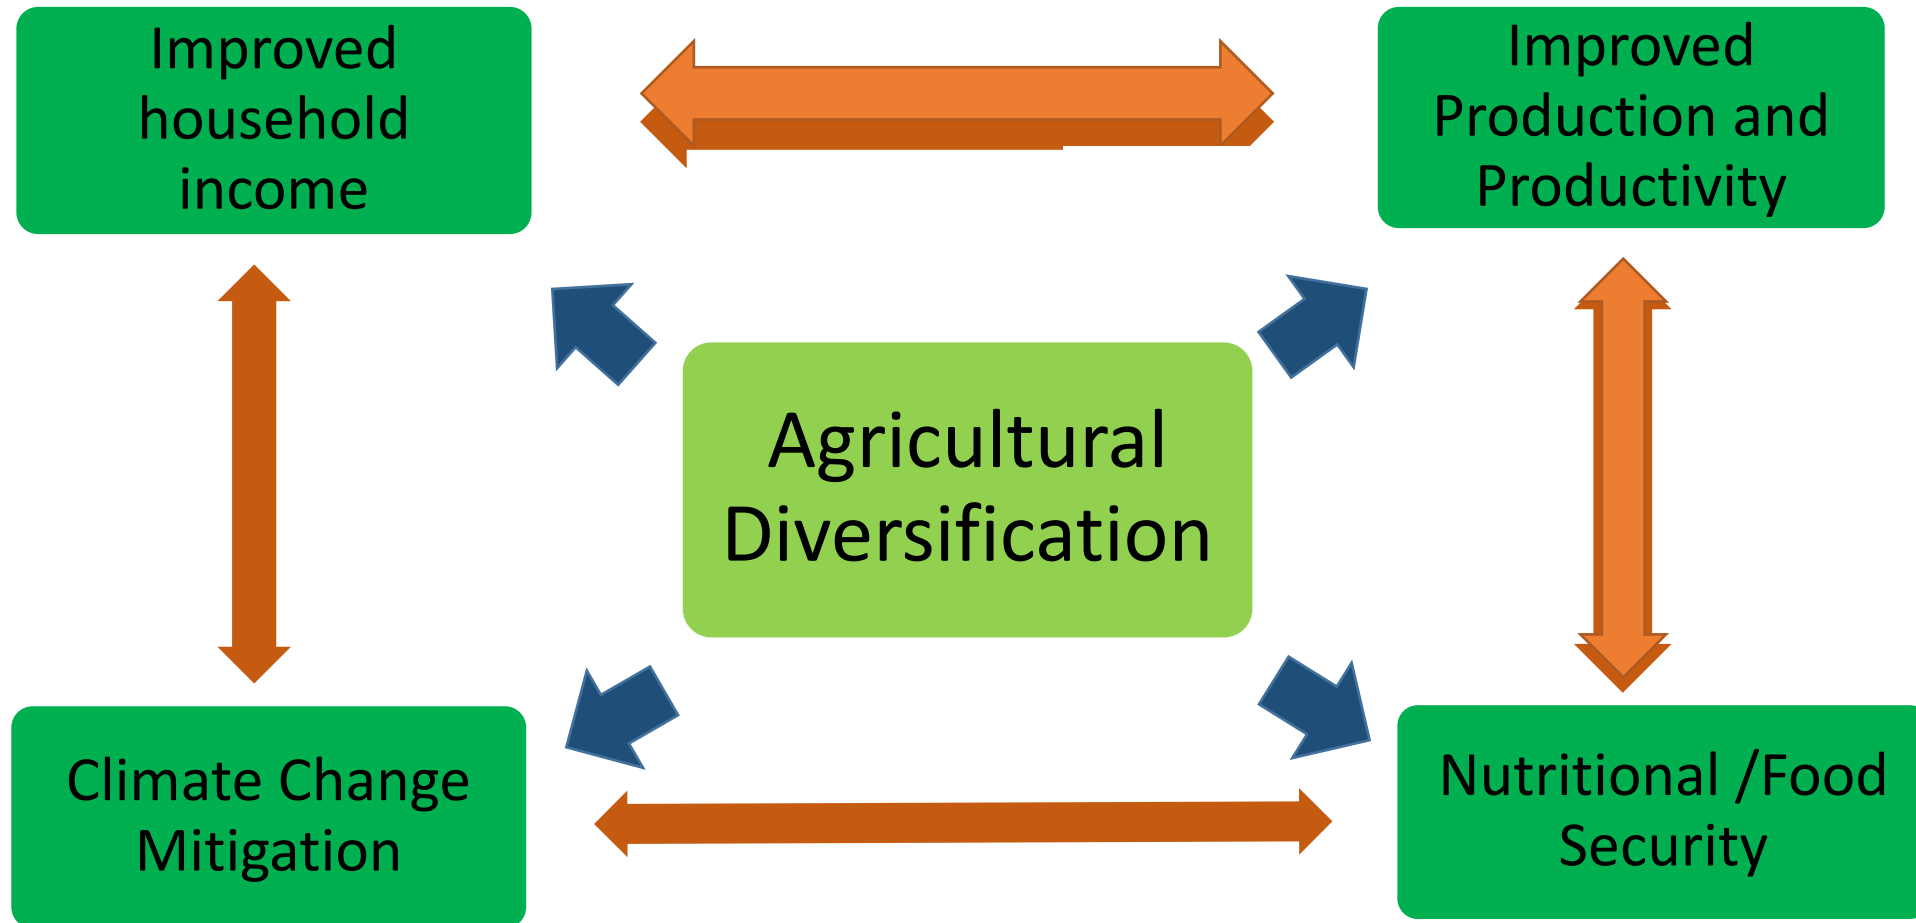 Improved
household
income
Improved
Production and
Productivity
Agricultural
Diversification
Climate Change
Mitigation
Nutritional /Food
Security